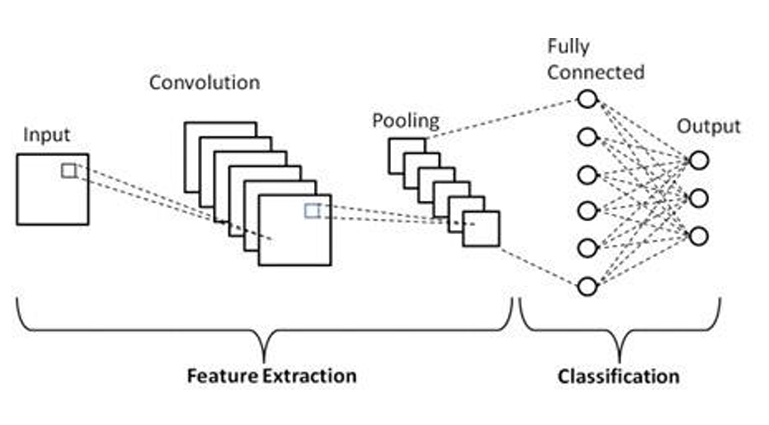 Input
Convolution
Pooling
Fully
Connected
Output
Feature Extraction
Classification